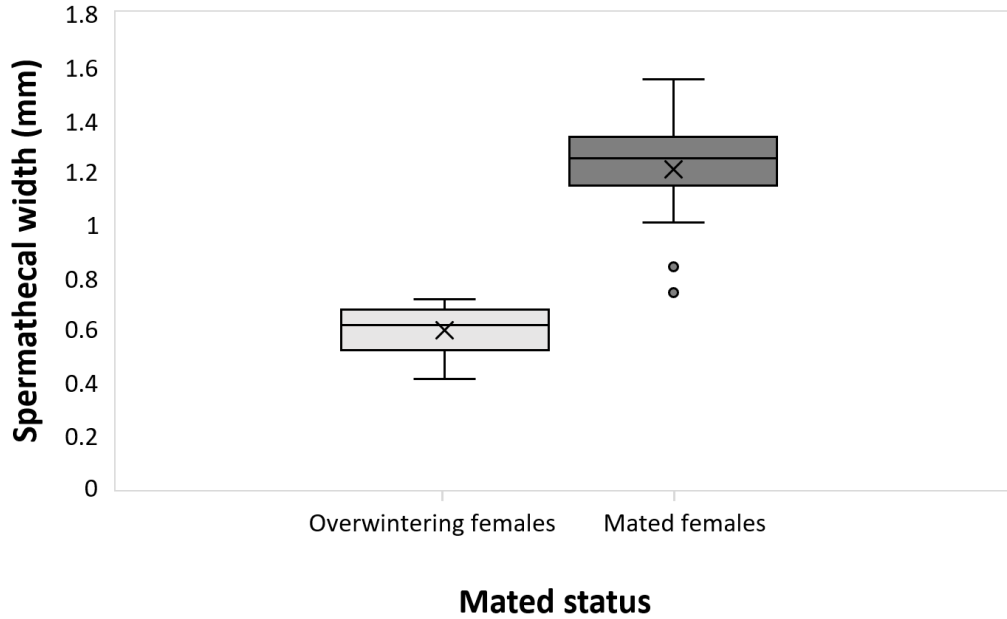 Spermathecal width (mm)
1.8
1.6
1.4
1.2
1
0.8
0.6
0.4
0.2
0
Overwintering females
Mated females
Mated status